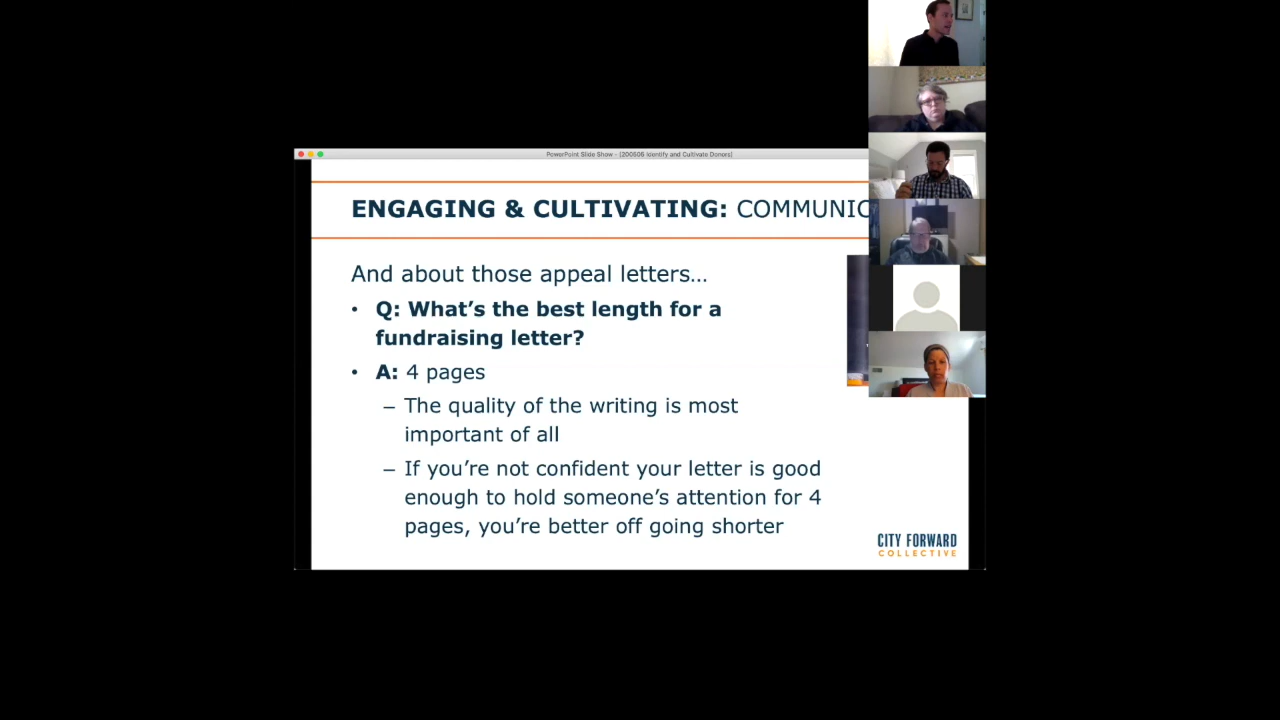 PowerPoint Slide Show - [200506 Identify and Cultivate Donors]
ENGAGING & CULTIVATING: COMMUNIC
And about those appeal letters…
• Q: What’s the best length for a
fundraising letter?
• A: 4 pages
– The quality of the writing is most
important of all
– If you’re not confident your letter is good
enough to hold someone’s attention for 4
pages, you’re better off going shorter
CITY FORWARD
COLLECTIVE